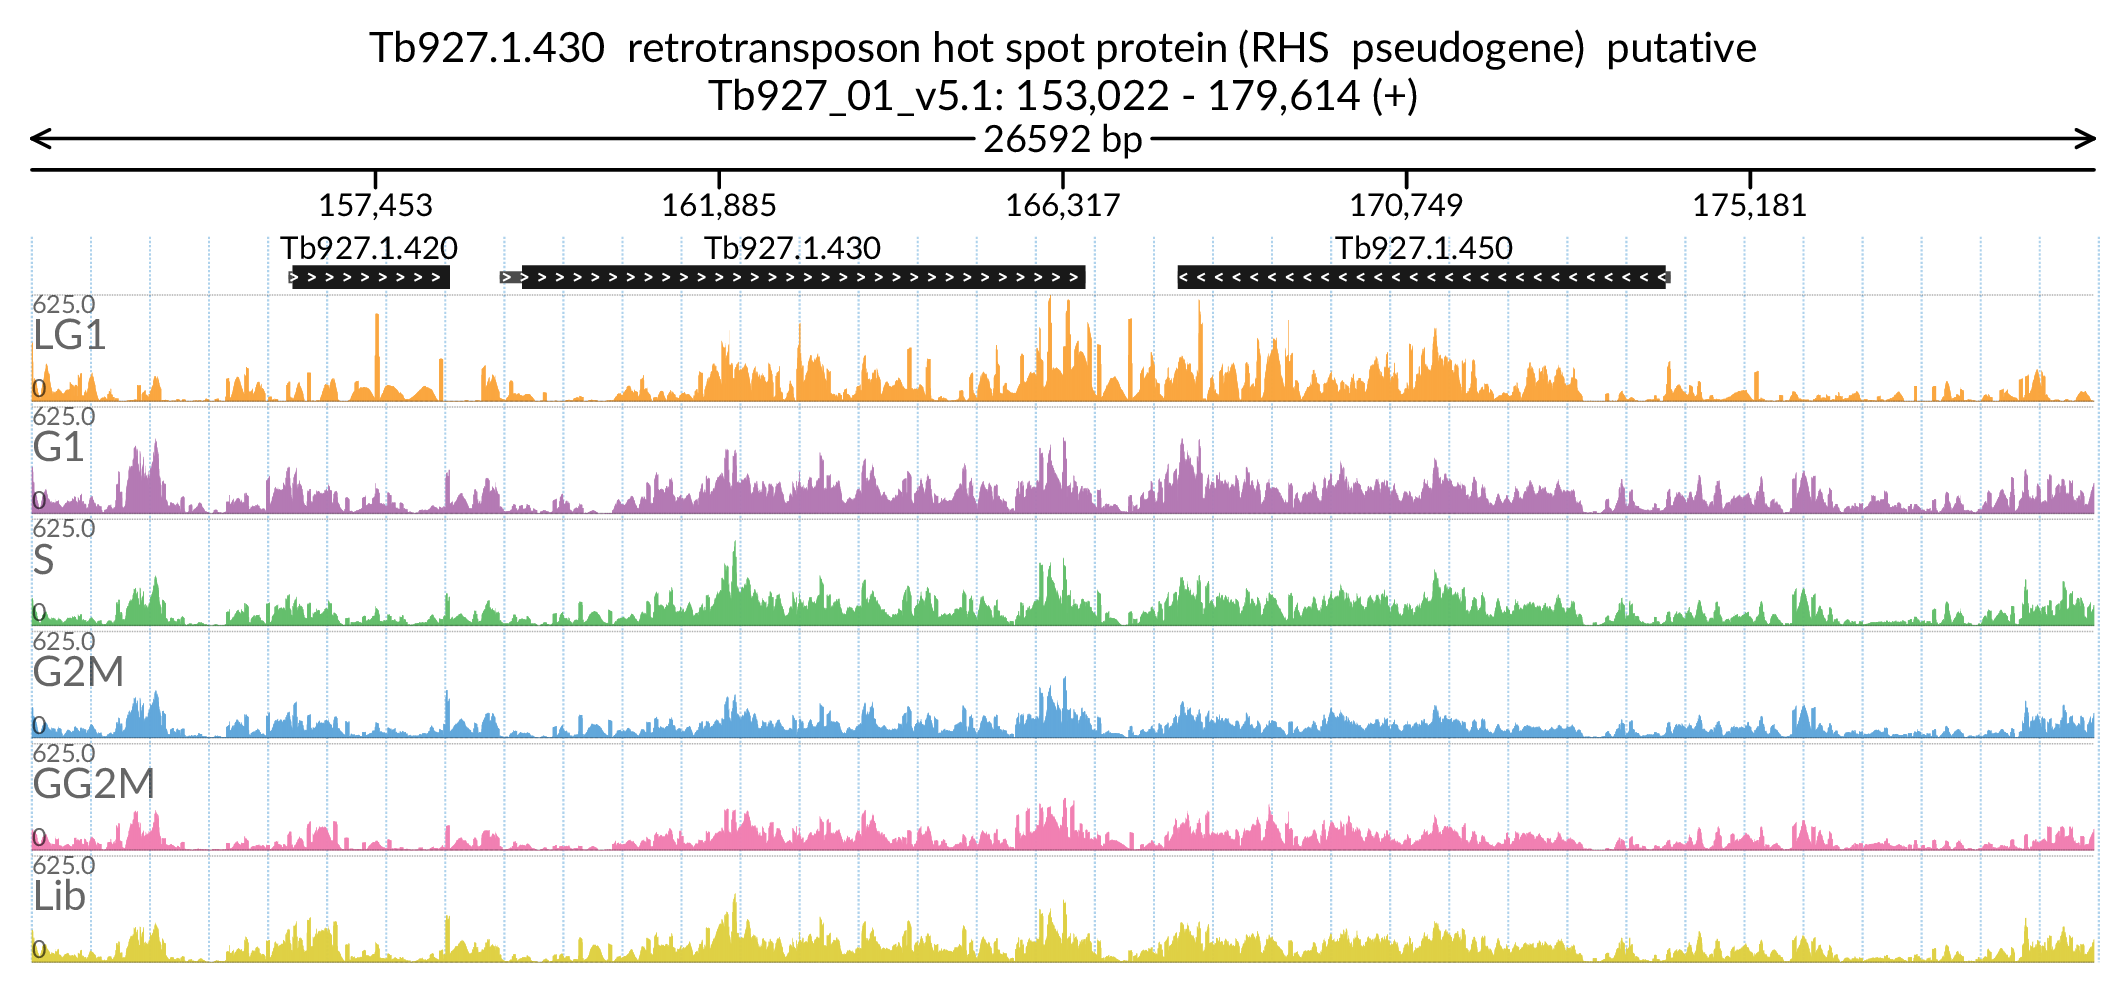 Tb927.1.430 retrotransposon hot spot protein (RHS pseudogene) putative
Tb927_01_v5.1: 153,022 - 179,614 (+)
26592 bp
157,453 161,885 166,317 170,749 175,181
Tb927.1.420 Tb927.1.430 Tb927.1.450
625.0
LG1
0
625.0
G1
0
625.0
S
0
625.0
G2M
0
625.0
GG2M
0
625.0
Lib
0